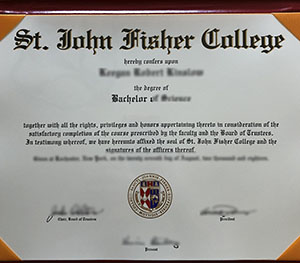 St. John Fisher College
hereby confers upon
the degree of
Bachelor of Science
together with all the rights, privileges and honors appertaining thereto in consideration of the
satisfactory completion of the course prescribed by the faculty and the Board of Trustees.
In testimony whereof, we have hereunto affixed the seal of St. John Fisher College and the
signatures of the officers thereof.
Chair, Board of Trustees
President